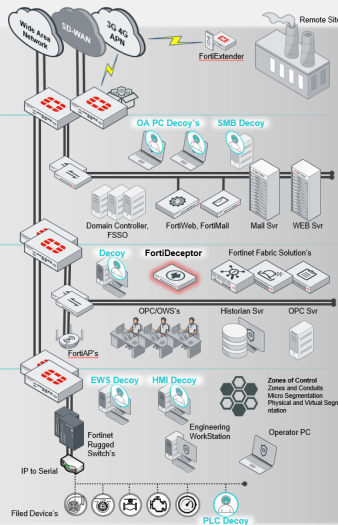 Wide Area
Network
SD-WAN
3G 4G
APN
Remote Site
FortiExtender
OA PC Decoy's
SMB Decoy
Domain Controller,
FSSO
FortiWeb, FortiMail
Mail Svr
WEB Svr
Decoy
FortiDeceptor
Fortinet Fabric Solution's
OPC/OWS's
Historian Svr
OPC Svr
FortiAP's
EWS Decoy
HMI Decoy
Zones of Control
Zones and Conduits
Micro Segmentation
Physical and Virtual Segm
ntation
Fortinet
Rugged
Switch's
Engineering
WorkStation
Operator PC
IP to Serial
Filed Device's
PLC Decoy